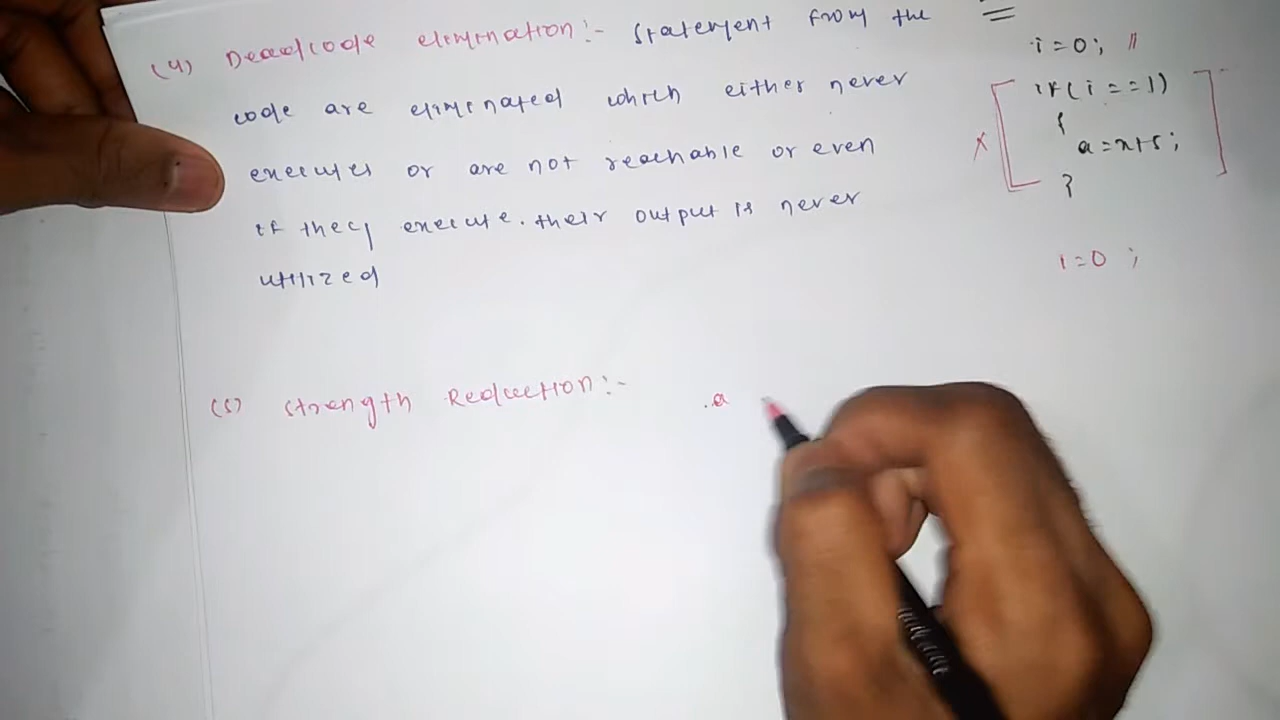 (4) Deadcode elimination:- Statement from the
code are eliminated which either never
executes or are not reachable or even
if they execute. their output is never
utilized
i=0; //
if(i==1)
{
a=x+5;
}
i=0 ;
(5) Strength Reduction:- a